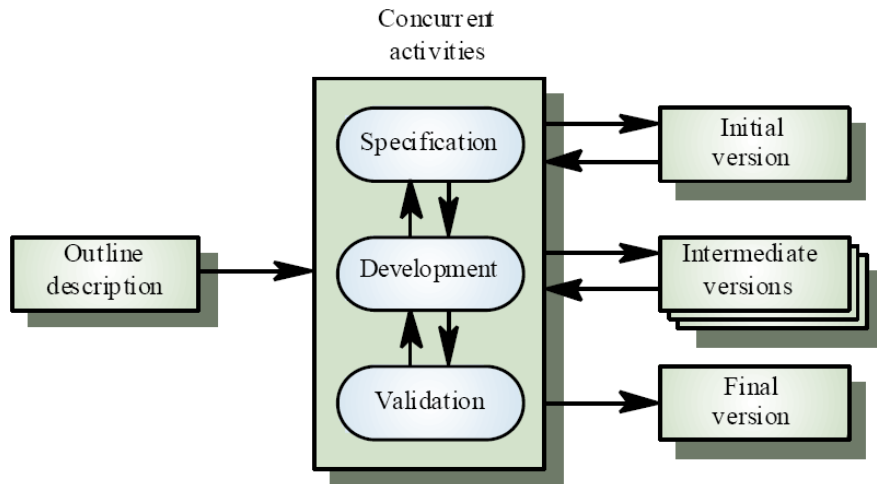 Concurrent
activities
Specification
Initial
version
Outline
description
Development
Intermediate
versions
Validation
Final
version